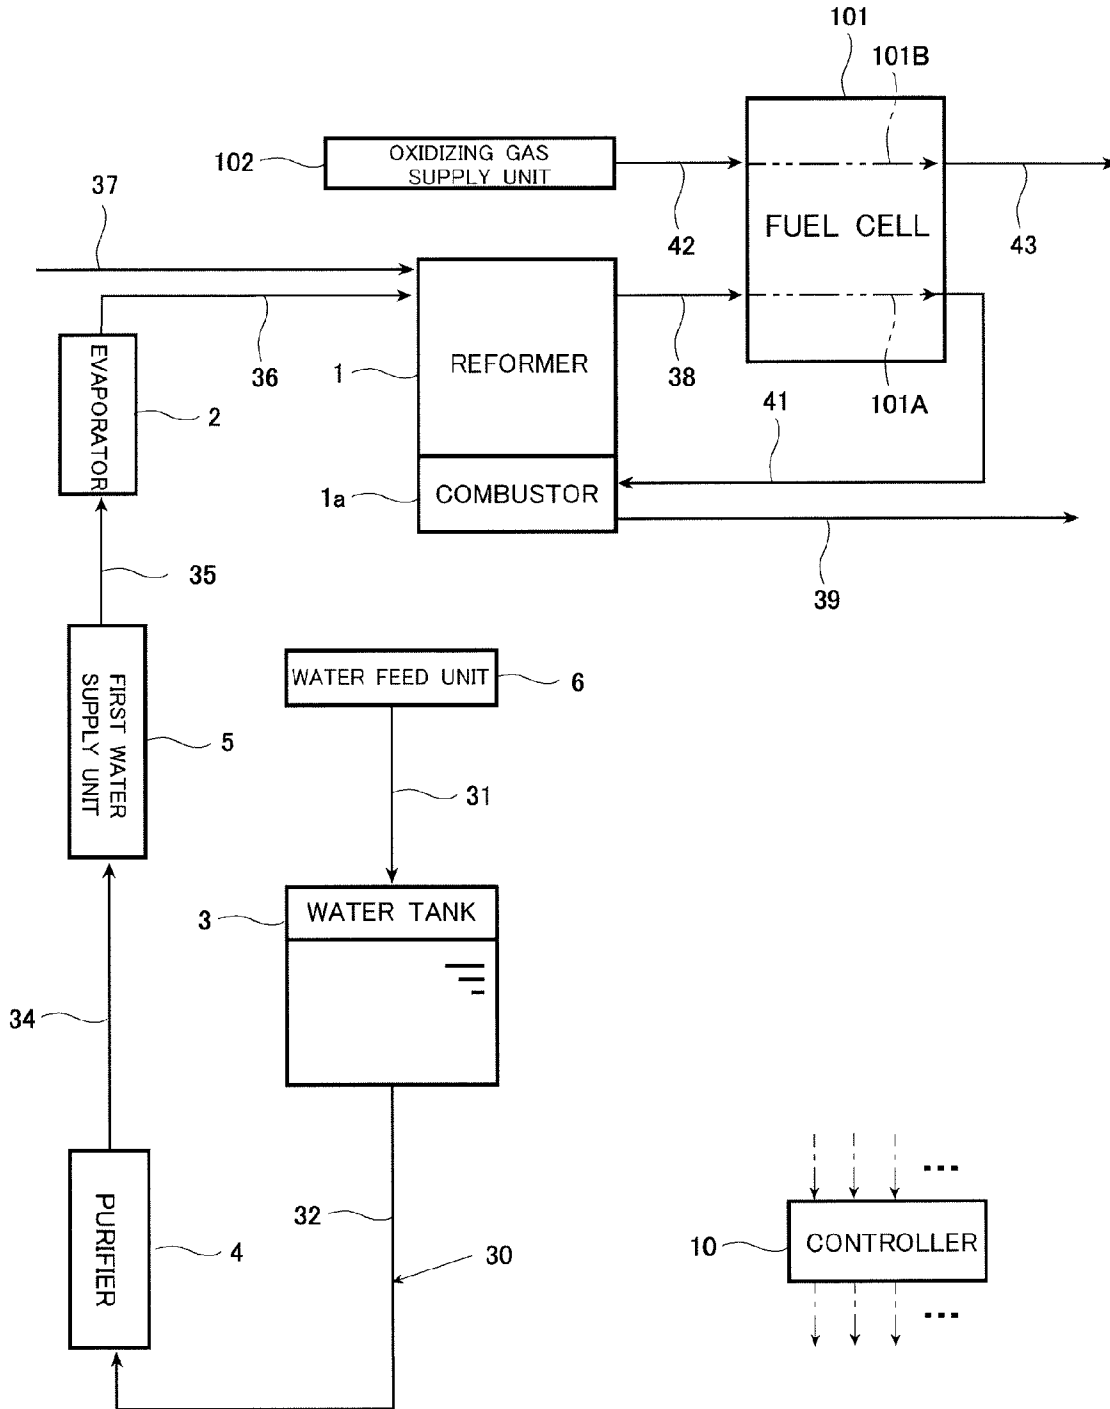 101
101B
102
OXIDIZING GAS
SUPPLY UNIT
37
42
FUEL CELL
43
36
EVAPORATOR
2
1
REFORMER
38
101A
41
1a
COMBUSTOR
39
35
WATER FEED UNIT
6
FIRST WATER
SUPPLY UNIT
5
31
3
WATER TANK
34
32
30
PURIFIER
4
...
10
CONTROLLER
...